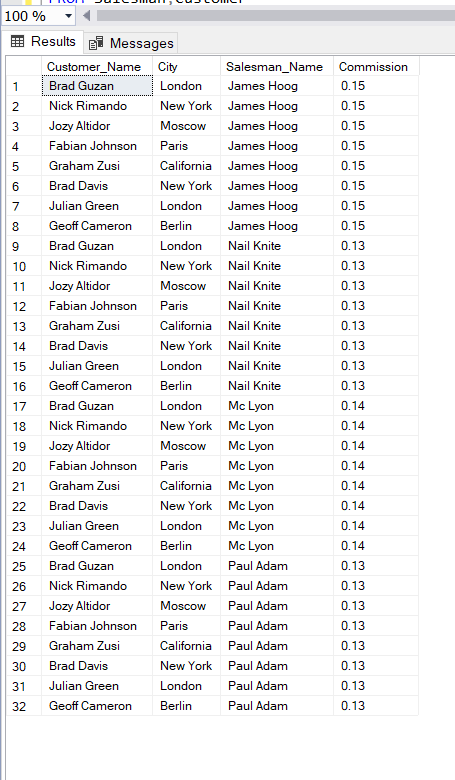 FROM Salesman,Customer
100 %
Results Messages
Customer_Name City Salesman_Name Commission
1 Brad Guzan London James Hoog 0.15
2 Nick Rimando New York James Hoog 0.15
3 Jozy Altidor Moscow James Hoog 0.15
4 Fabian Johnson Paris James Hoog 0.15
5 Graham Zusi California James Hoog 0.15
6 Brad Davis New York James Hoog 0.15
7 Julian Green London James Hoog 0.15
8 Geoff Cameron Berlin James Hoog 0.15
9 Brad Guzan London Nail Knite 0.13
10 Nick Rimando New York Nail Knite 0.13
11 Jozy Altidor Moscow Nail Knite 0.13
12 Fabian Johnson Paris Nail Knite 0.13
13 Graham Zusi California Nail Knite 0.13
14 Brad Davis New York Nail Knite 0.13
15 Julian Green London Nail Knite 0.13
16 Geoff Cameron Berlin Nail Knite 0.13
17 Brad Guzan London Mc Lyon 0.14
18 Nick Rimando New York Mc Lyon 0.14
19 Jozy Altidor Moscow Mc Lyon 0.14
20 Fabian Johnson Paris Mc Lyon 0.14
21 Graham Zusi California Mc Lyon 0.14
22 Brad Davis New York Mc Lyon 0.14
23 Julian Green London Mc Lyon 0.14
24 Geoff Cameron Berlin Mc Lyon 0.14
25 Brad Guzan London Paul Adam 0.13
26 Nick Rimando New York Paul Adam 0.13
27 Jozy Altidor Moscow Paul Adam 0.13
28 Fabian Johnson Paris Paul Adam 0.13
29 Graham Zusi California Paul Adam 0.13
30 Brad Davis New York Paul Adam 0.13
31 Julian Green London Paul Adam 0.13
32 Geoff Cameron Berlin Paul Adam 0.13